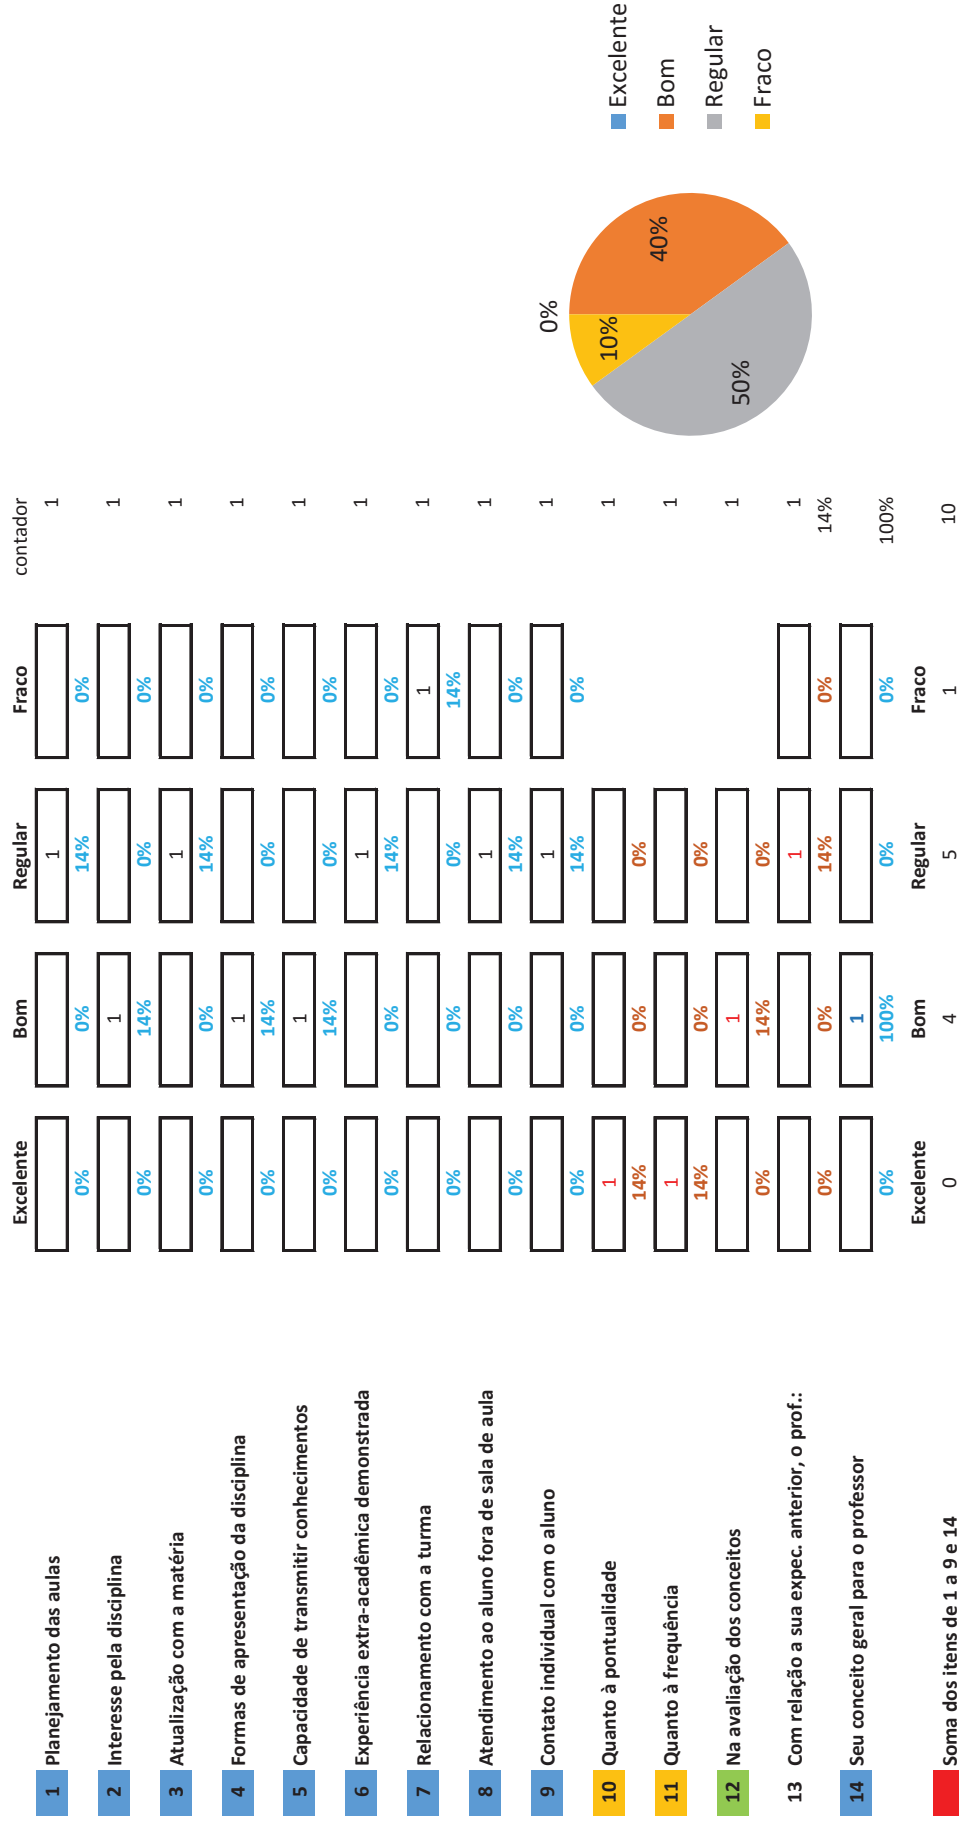 Excelente Bom Regular Fraco contador
1 Planejamento das aulas 1 1
0% 0% 14% 0%
2 Interesse pela disciplina 1 1
0% 14% 0% 0%
3 Atualização com a matéria 1 1
0% 0% 14% 0%
4 Formas de apresentação da disciplina 1 1
0% 14% 0% 0%
5 Capacidade de transmitir conhecimentos 1 1
0% 14% 0% 0%
6 Experiência extra-acadêmica demonstrada 1 1
0% 0% 14% 0%
7 Relacionamento com a turma 1 1
0% 0% 0% 14%
8 Atendimento ao aluno fora de sala de aula 1 1
0% 0% 14% 0%
9 Contato individual com o aluno 1 1
0% 0% 14% 0%
10 Quanto à pontualidade 1 1
14% 0% 0%
11 Quanto à frequência 1 1
14% 0% 0%
12 Na avaliação dos conceitos 1 1
0% 14% 0%
13 Com relação a sua expec. anterior, o prof.: 1 1
0% 0% 14% 0% 14%
14 Seu conceito geral para o professor 1
0% 100% 0% 0% 100%
Excelente Bom Regular Fraco
Soma dos itens de 1 a 9 e 14 0 4 5 1 10
0%
10%
40%
50%
Excelente
Bom
Regular
Fraco